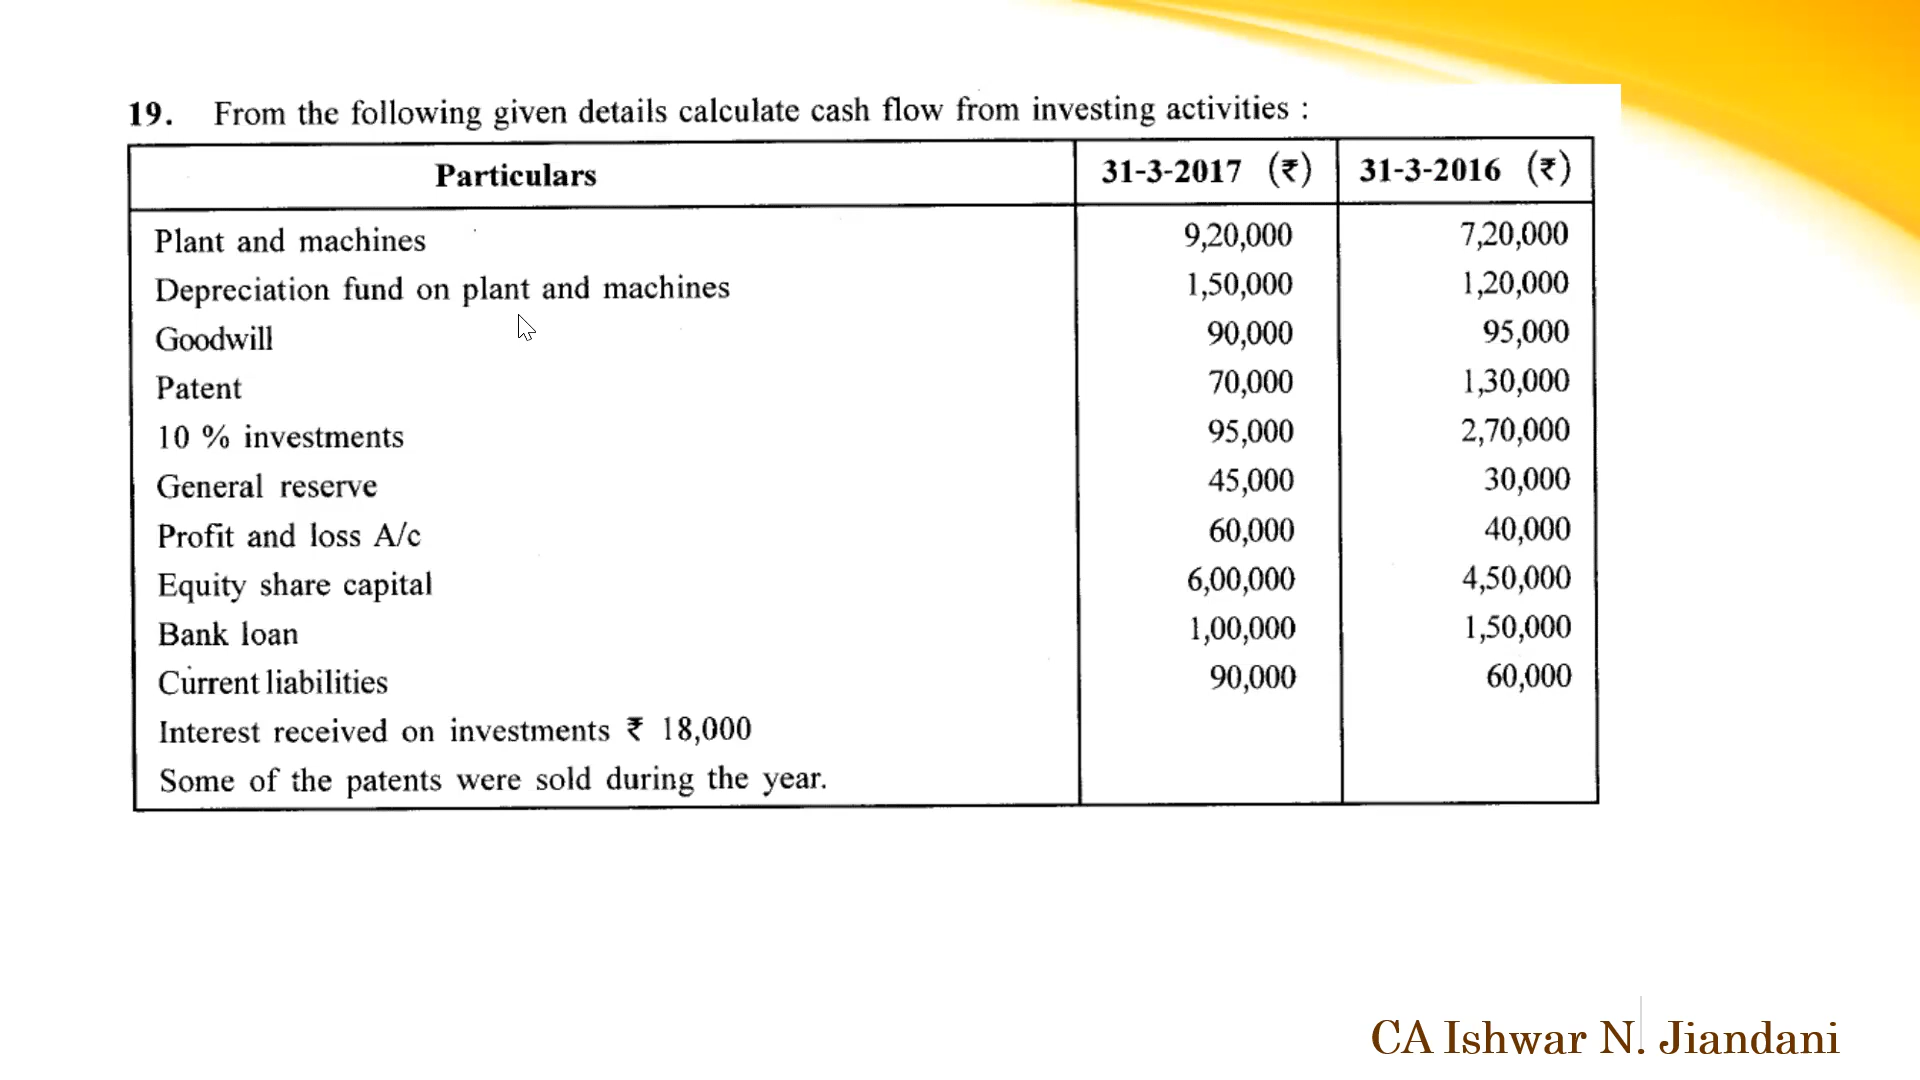 19. From the following given details calculate cash flow from investing activities :
Particulars 31-3-2017 (₹) 31-3-2016 (₹)
Plant and machines 9,20,000 7,20,000
Depreciation fund on plant and machines 1,50,000 1,20,000
Goodwill 90,000 95,000
Patent 70,000 1,30,000
10 % investments 95,000 2,70,000
General reserve 45,000 30,000
Profit and loss A/c 60,000 40,000
Equity share capital 6,00,000 4,50,000
Bank loan 1,00,000 1,50,000
Current liabilities 90,000 60,000
Interest received on investments ₹ 18,000
Some of the patents were sold during the year.
CA Ishwar N. Jiandani